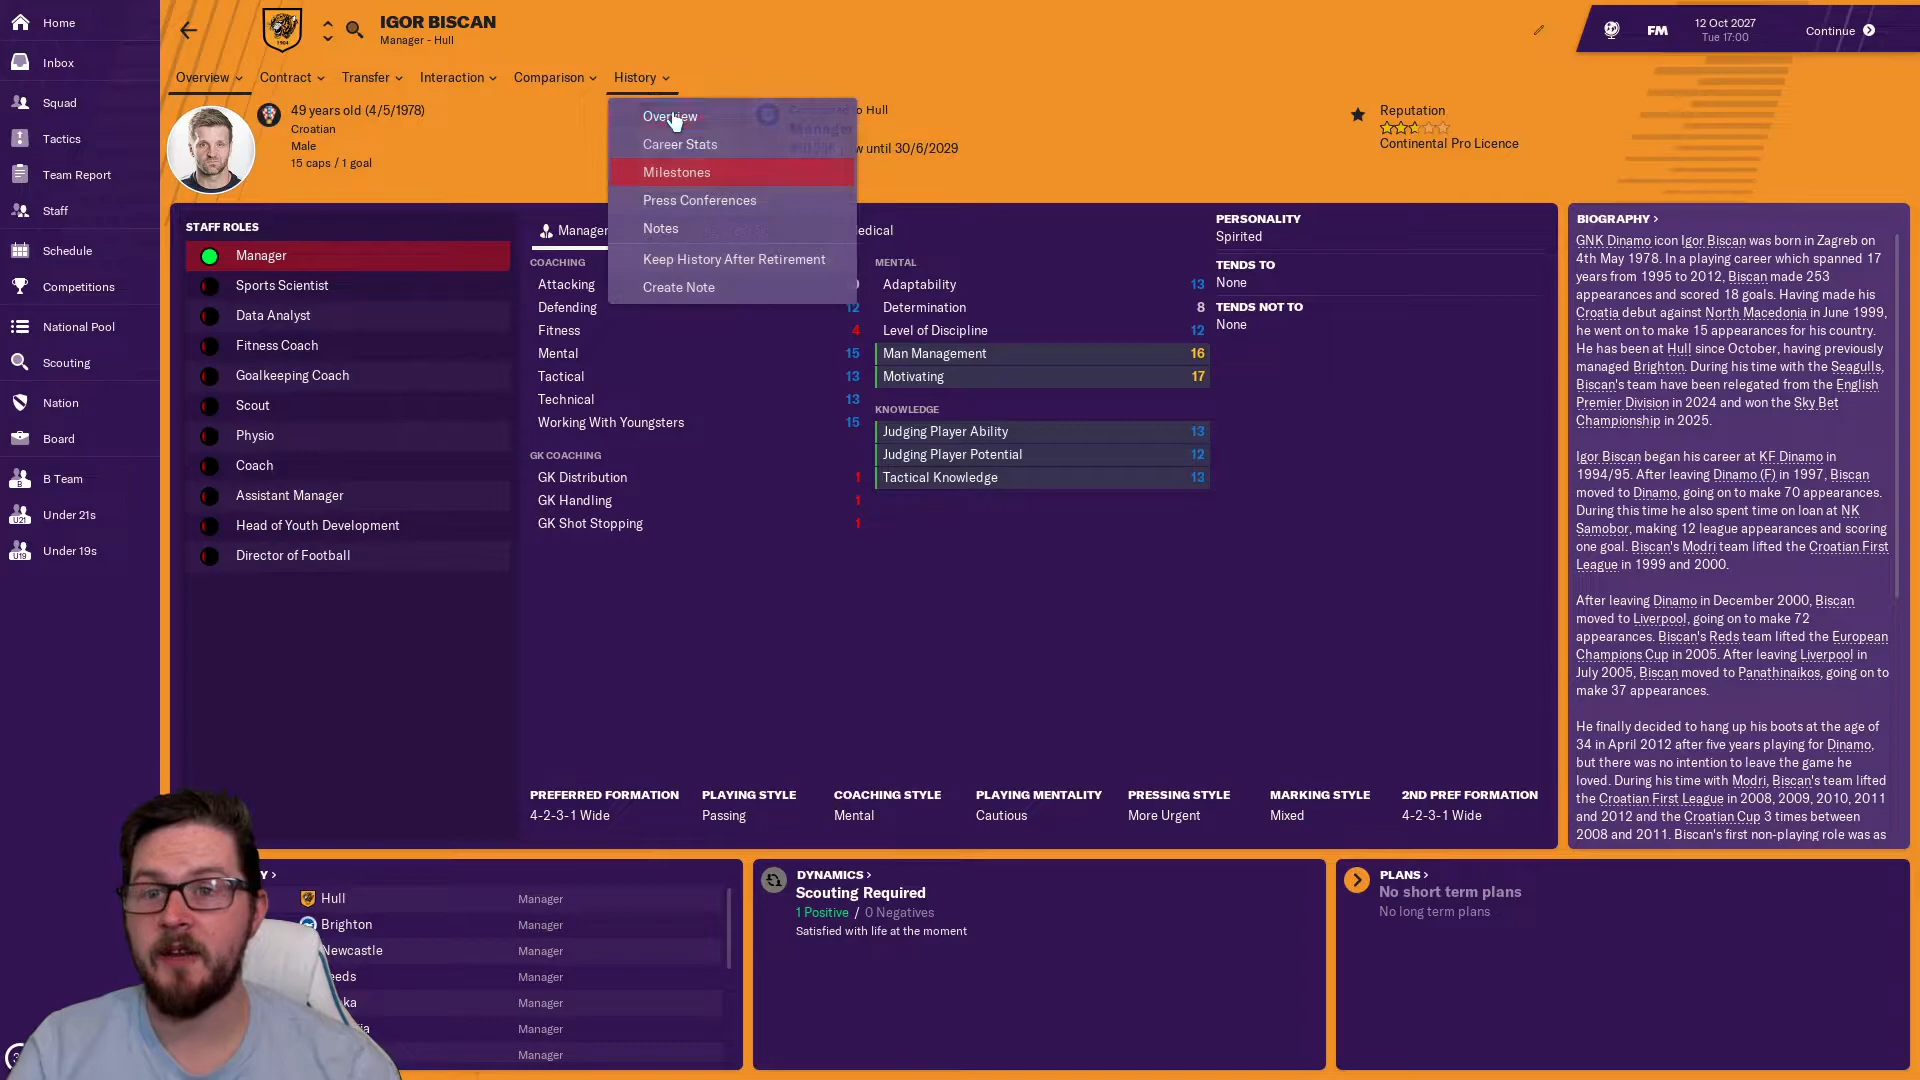 Home
Inbox
Squad
Tactics
Team Report
Staff
Schedule
Competitions
National Pool
Scouting
Nation
Board
B Team
Under 21s
Under 19s
IGOR BISCAN
Manager - Hull
FM
12 Oct 2027
Tue 17:00
Continue
Overview
Contract
Transfer
Interaction
Comparison
History
49 years old (4/5/1978)
Croatian
Male
15 caps / 1 goal
Overview
Career Stats
Milestones
Press Conferences
Notes
Keep History After Retirement
Create Note
to Hull
Manager
until 30/6/2029
Reputation
Continental Pro Licence
STAFF ROLES
Manager
Sports Scientist
Data Analyst
Fitness Coach
Goalkeeping Coach
Scout
Physio
Coach
Assistant Manager
Head of Youth Development
Director of Football
Manager
COACHING
Attacking
Defending 12
Fitness 4
Mental 15
Tactical 13
Technical 13
Working With Youngsters 15
GK COACHING
GK Distribution 1
GK Handling 1
GK Shot Stopping 1
MENTAL
Adaptability 13
Determination 8
Level of Discipline 12
Man Management 16
Motivating 17
KNOWLEDGE
Judging Player Ability 13
Judging Player Potential 12
Tactical Knowledge 13
PERSONALITY
Spirited
TENDS TO
None
TENDS NOT TO
None
PREFERRED FORMATION
4-2-3-1 Wide
PLAYING STYLE
Passing
COACHING STYLE
Mental
PLAYING MENTALITY
Cautious
PRESSING STYLE
More Urgent
MARKING STYLE
Mixed
2ND PREF FORMATION
4-2-3-1 Wide
BIOGRAPHY >
GNK Dinamo icon Igor Biscan was born in Zagreb on
4th May 1978. In a playing career which spanned 17
years from 1995 to 2012, Biscan made 253
appearances and scored 18 goals. Having made his
Croatia debut against North Macedonia in June 1999,
he went on to make 15 appearances for his country.
He has been at Hull since October, having previously
managed Brighton. During his time with the Seagulls,
Biscan's team have been relegated from the English
Premier Division in 2024 and won the Sky Bet
Championship in 2025.
Igor Biscan began his career at KF Dinamo in
1994/95. After leaving Dinamo (F) in 1997, Biscan
moved to Dinamo, going on to make 70 appearances.
During this time he also spent time on loan at NK
Samobor, making 12 league appearances and scoring
one goal. Biscan's Modri team lifted the Croatian First
League in 1999 and 2000.
After leaving Dinamo in December 2000, Biscan
moved to Liverpool, going on to make 72
appearances. Biscan's Reds team lifted the European
Champions Cup in 2005. After leaving Liverpool in
July 2005, Biscan moved to Panathinaikos, going on to
make 37 appearances.
He finally decided to hang up his boots at the age of
34 in April 2012 after five years playing for Dinamo,
but there was no intention to leave the game he
loved. During his time with Modri, Biscan's team lifted
the Croatian First League in 2008, 2009, 2010, 2011
and 2012 and the Croatian Cup 3 times between
2008 and 2011. Biscan's first non-playing role was as
Hull Manager
Brighton Manager
Newcastle Manager
Manager
Manager
Manager
Manager
DYNAMICS >
Scouting Required
1 Positive / 0 Negatives
Satisfied with life at the moment
PLANS >
No short term plans
No long term plans